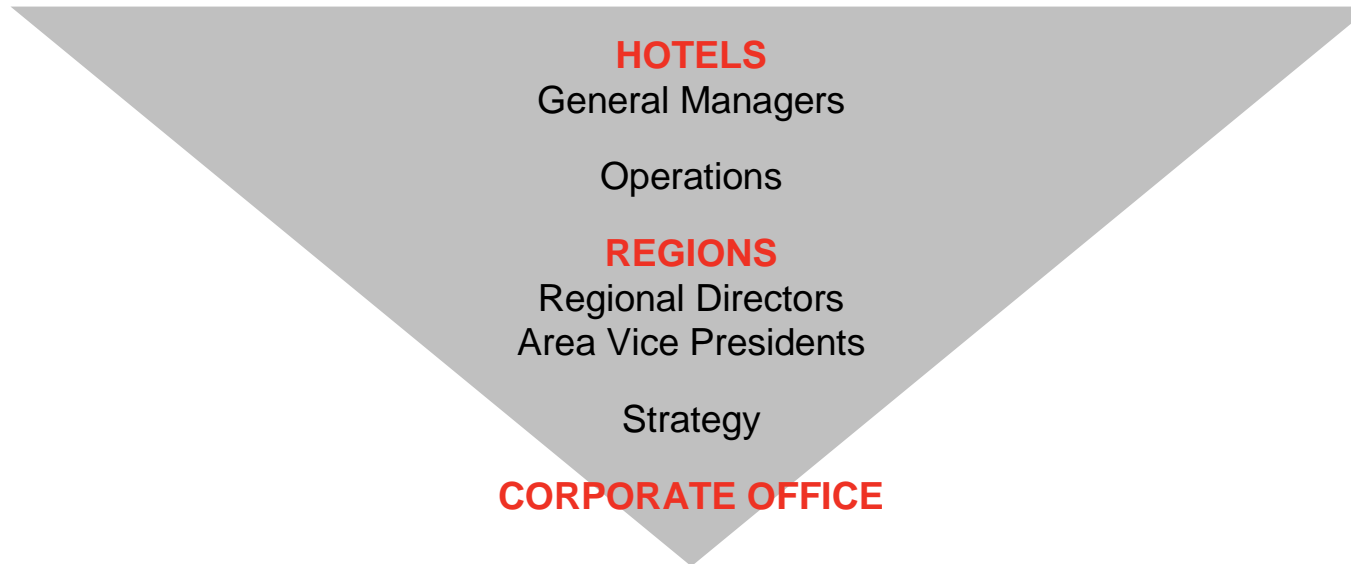 HOTELS
General Managers
Operations
REGIONS
Regional Directors
Area Vice Presidents
Strategy
CORPORATE OFFICE